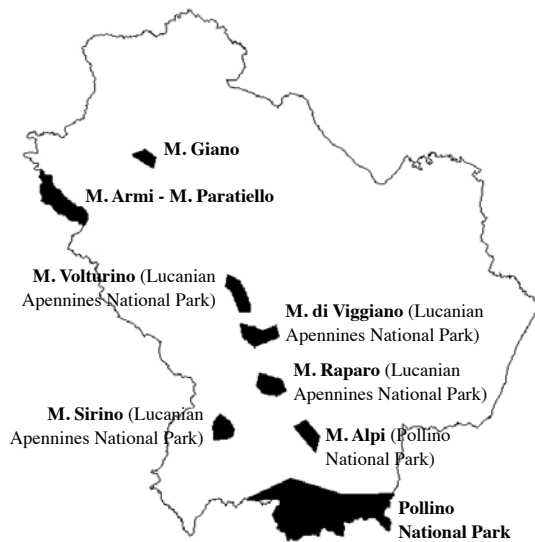 M. Giano
M. Armi - M. Paratiello
M. Volturino (Lucanian
Apennines National Park)
M. di Viggiano (Lucanian
Apennines National Park)
M. Raparo (Lucanian
Apennines National Park)
M. Sirino (Lucanian
Apennines National Park)
M. Alpi (Pollino
National Park)
Pollino
National Park